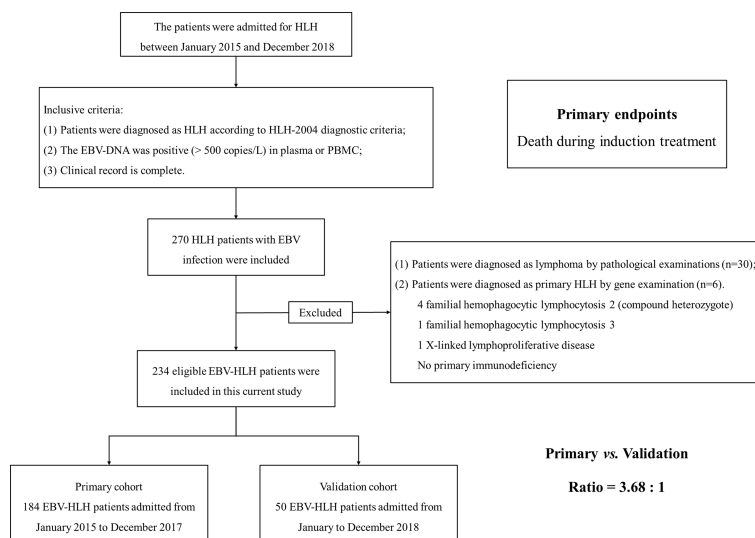 The patients were admitted for HLH
between January 2015 and December 2018
Inclusive criteria:
(1) Patients were diagnosed as HLH according to HLH-2004 diagnostic criteria;
(2) The EBV-DNA was positive (> 500 copies/L) in plasma or PBMC;
(3) Clinical record is complete.
Primary endpoints
Death during induction treatment
270 HLH patients with EBV
infection were included
(1) Patients were diagnosed as lymphoma by pathological examinations (n=30);
(2) Patients were diagnosed as primary HLH by gene examination (n=6).
4 familial hemophagocytic lymphocytosis 2 (compound heterozygote)
1 familial hemophagocytic lymphocytosis 3
1 X-linked lymphoproliferative disease
No primary immunodeficiency
Excluded
234 eligible EBV-HLH patients were
included in this current study
Primary cohort
184 EBV-HLH patients admitted from
January 2015 to December 2017
Validation cohort
50 EBV-HLH patients admitted from
January to December 2018
Primary vs. Validation
Ratio = 3.68 : 1